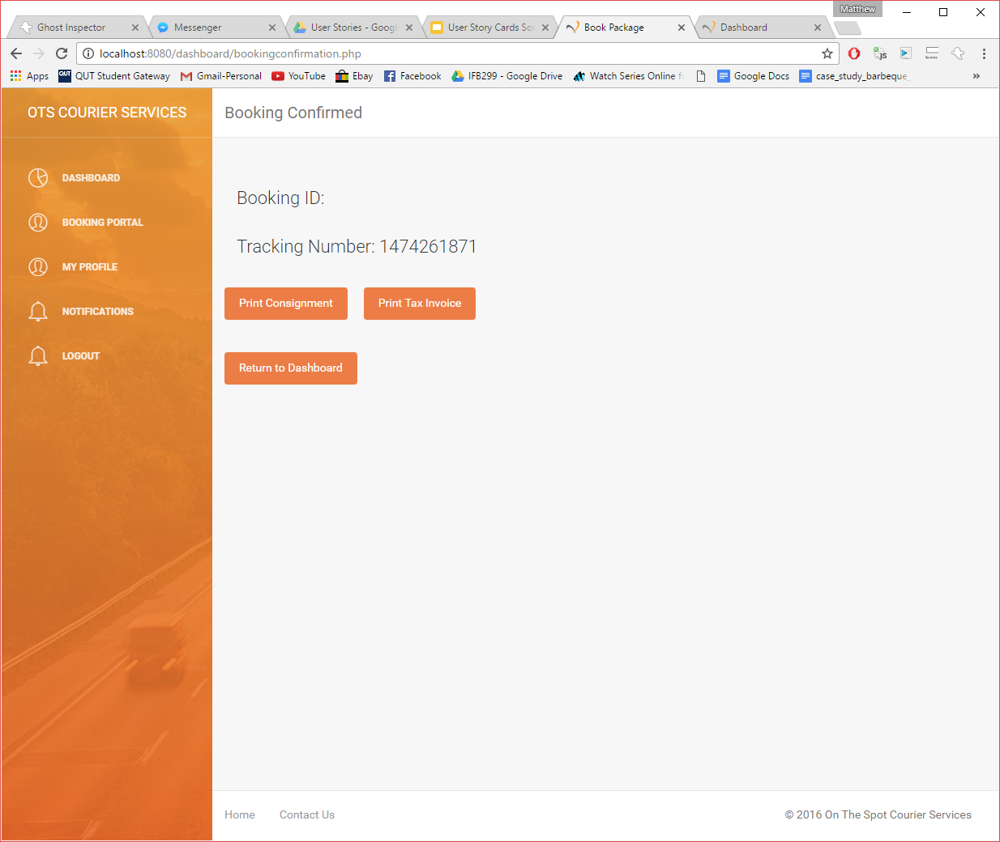 Matthew
Ghost Inspector
Messenger
User Stories - Goog
User Story Cards So
Book Package
Dashboard
localhost:8080/dashboard/bookingconfirmation.php
Apps
QUT
QUT Student Gateway
Gmail-Personal
YouTube
Ebay
Facebook
IFB299 - Google Drive
Watch Series Online f
Google Docs
case_study_barbeque_
»
OTS COURIER SERVICES
Booking Confirmed
DASHBOARD
BOOKING PORTAL
MY PROFILE
NOTIFICATIONS
LOGOUT
Booking ID:
Tracking Number: 1474261871
Print Consignment
Print Tax Invoice
Return to Dashboard
Home
Contact Us
© 2016 On The Spot Courier Services